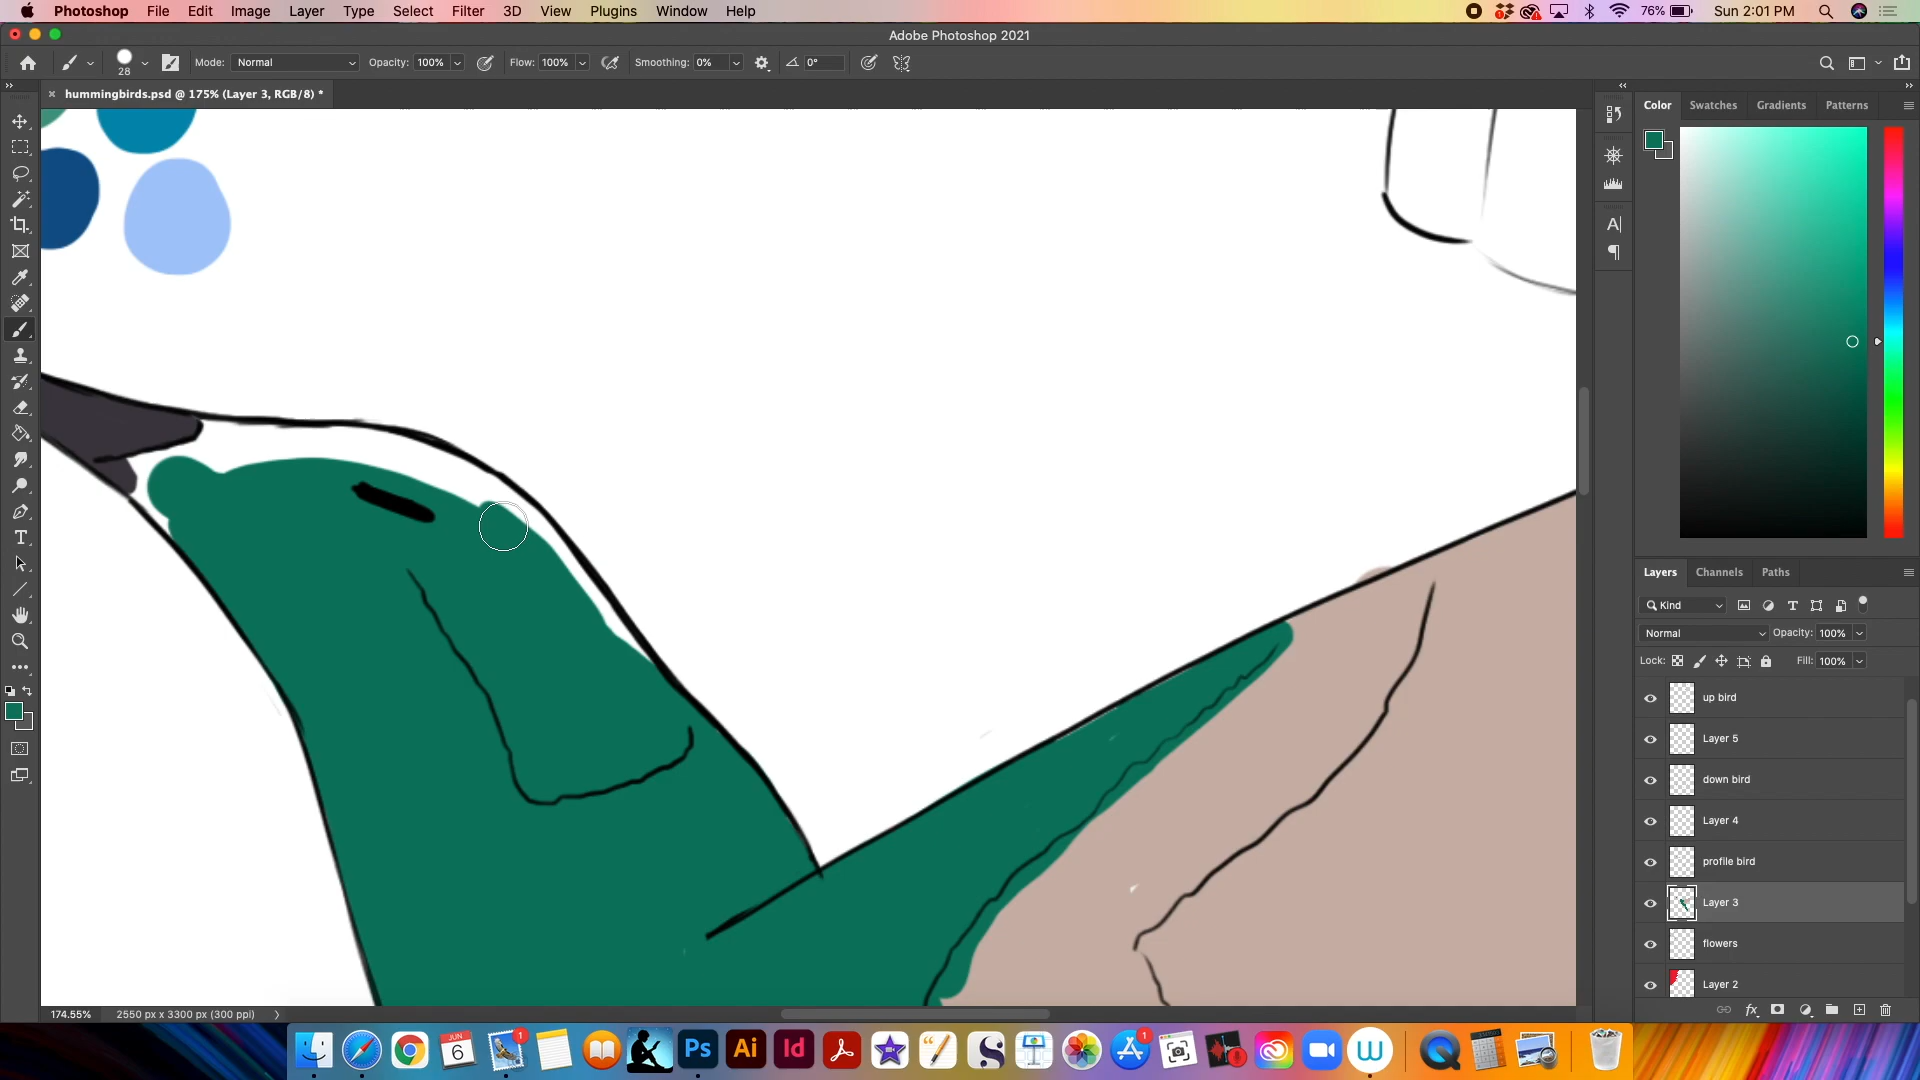 Photoshop File Edit Image Layer Type Select Filter 3D View Plugins Window Help 76% Sun 2:01 PM
Adobe Photoshop 2021
28 Mode: Normal Opacity: 100% Flow: 100% Smoothing: 0% 0°
× hummingbirds.psd @ 175% (Layer 3, RGB/8) *
Color Swatches Gradients Patterns
Layers Channels Paths
Kind
Normal Opacity: 100%
Lock: Fill: 100%
up bird
Layer 5
down bird
Layer 4
profile bird
Layer 3
flowers
Layer 2
174.55% 2550 px x 3300 px (300 ppi)
JUN
6
1
Ps Ai Id
1